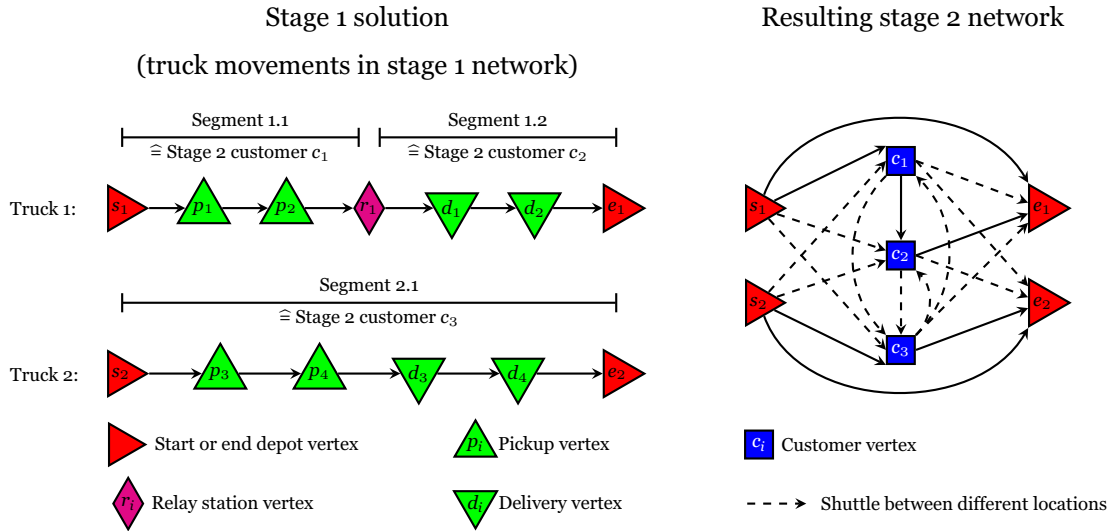 Stage 1 solution
(truck movements in stage 1 network)
Resulting stage 2 network
Segment 1.1
≙ Stage 2 customer c₁
Segment 1.2
≙ Stage 2 customer c₂
Truck 1:
s₁
p₁
p₂
r₁
d₁
d₂
e₁
Segment 2.1
≙ Stage 2 customer c₃
Truck 2:
s₂
p₃
p₄
d₃
d₄
e₂
c₁
s₁
e₁
c₂
s₂
e₂
c₃
Start or end depot vertex
pᵢ Pickup vertex
cᵢ Customer vertex
rᵢ Relay station vertex
dᵢ Delivery vertex
Shuttle between different locations